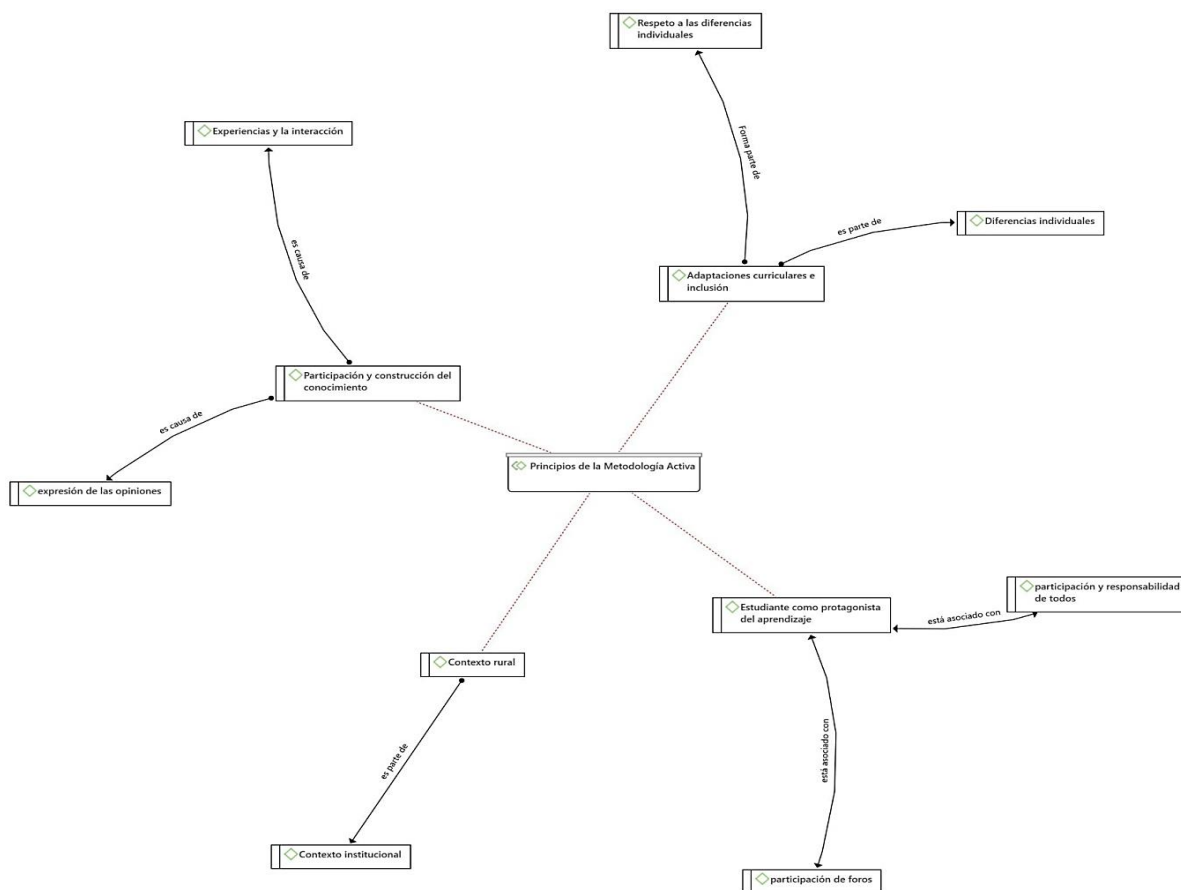 Respeto a las diferencias
individuales
Experiencias y la interacción
Forma parte de
Diferencias individuales
es parte de
es causa de
Adaptaciones curriculares e
inclusión
Participación y construcción del
conocimiento
es causa de
Principios de la Metodología Activa
expresión de las opiniones
participación y responsabilidad
de todos
Estudiante como protagonista
del aprendizaje
está asociado con
Contexto rural
está asociado con
es parte de
Contexto institucional
participación de foros